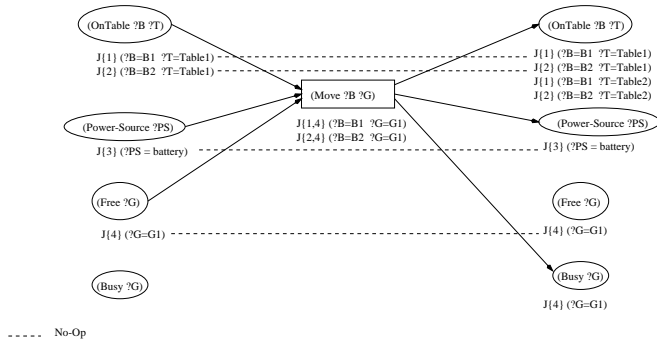 (OnTable ?B ?T)
J{1} (?B=B1 ?T=Table1)
J{2} (?B=B2 ?T=Table1)
(Power-Source ?PS)
J{3} (?PS = battery)
(Free ?G)
J{4} (?G=G1)
(Busy ?G)
(Move ?B ?G)
J{1,4} (?B=B1 ?G=G1)
J{2,4} (?B=B2 ?G=G1)
(OnTable ?B ?T)
J{1} (?B=B1 ?T=Table1)
J{2} (?B=B2 ?T=Table1)
J{1} (?B=B1 ?T=Table2)
J{2} (?B=B2 ?T=Table2)
(Power-Source ?PS)
J{3} (?PS = battery)
(Free ?G)
J{4} (?G=G1)
(Busy ?G)
J{4} (?G=G1)
No-Op